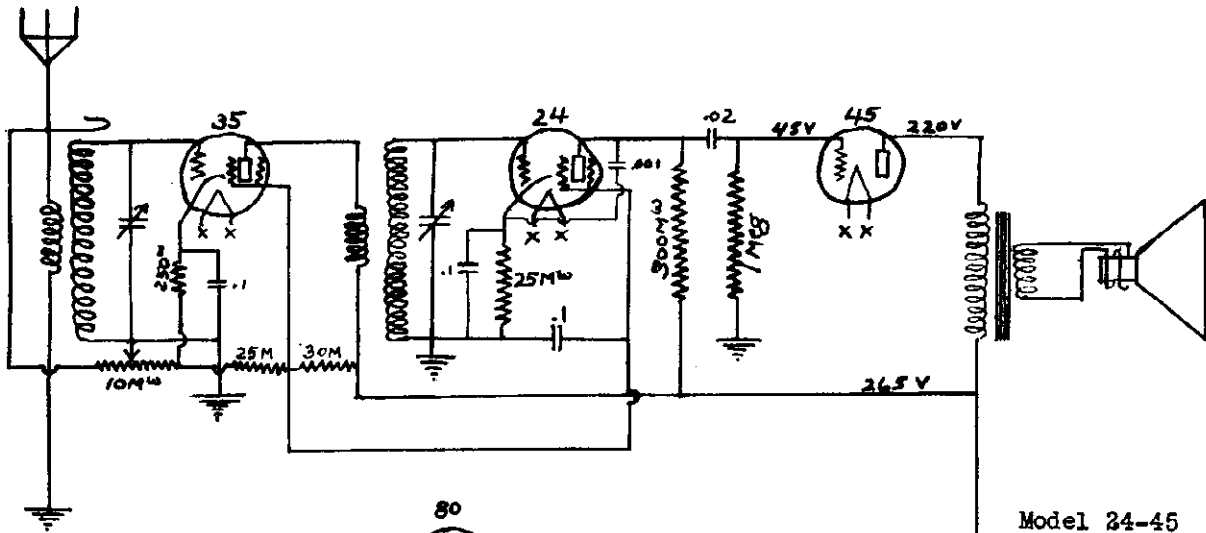 35
24
.02
45
45V
220V
.001
250ω
.1
.1
25Mω
300Mω
1 Meg
x x
x x
x x
.1
25M
30M
10Mω
265 V
80
Model 24-45